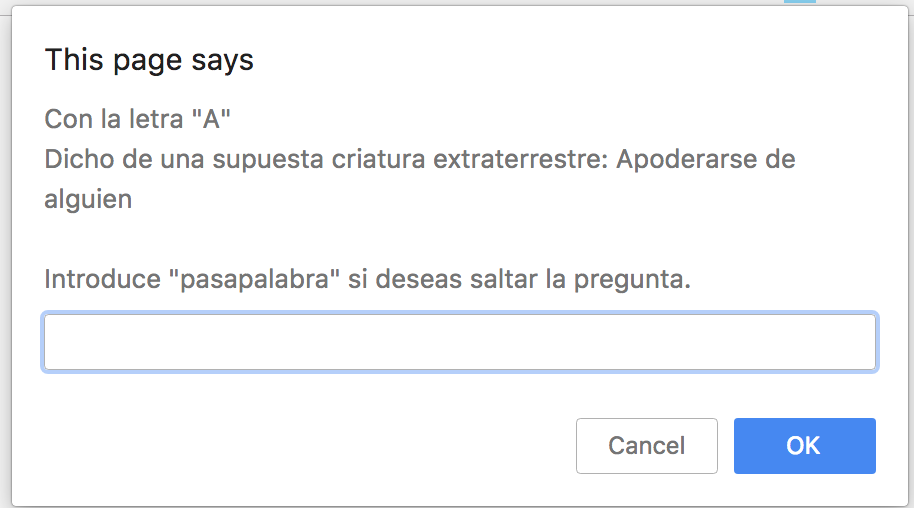 This page says
Con la letra "A"
Dicho de una supuesta criatura extraterrestre: Apoderarse de
alguien
Introduce "pasapalabra" si deseas saltar la pregunta.
Cancel
OK